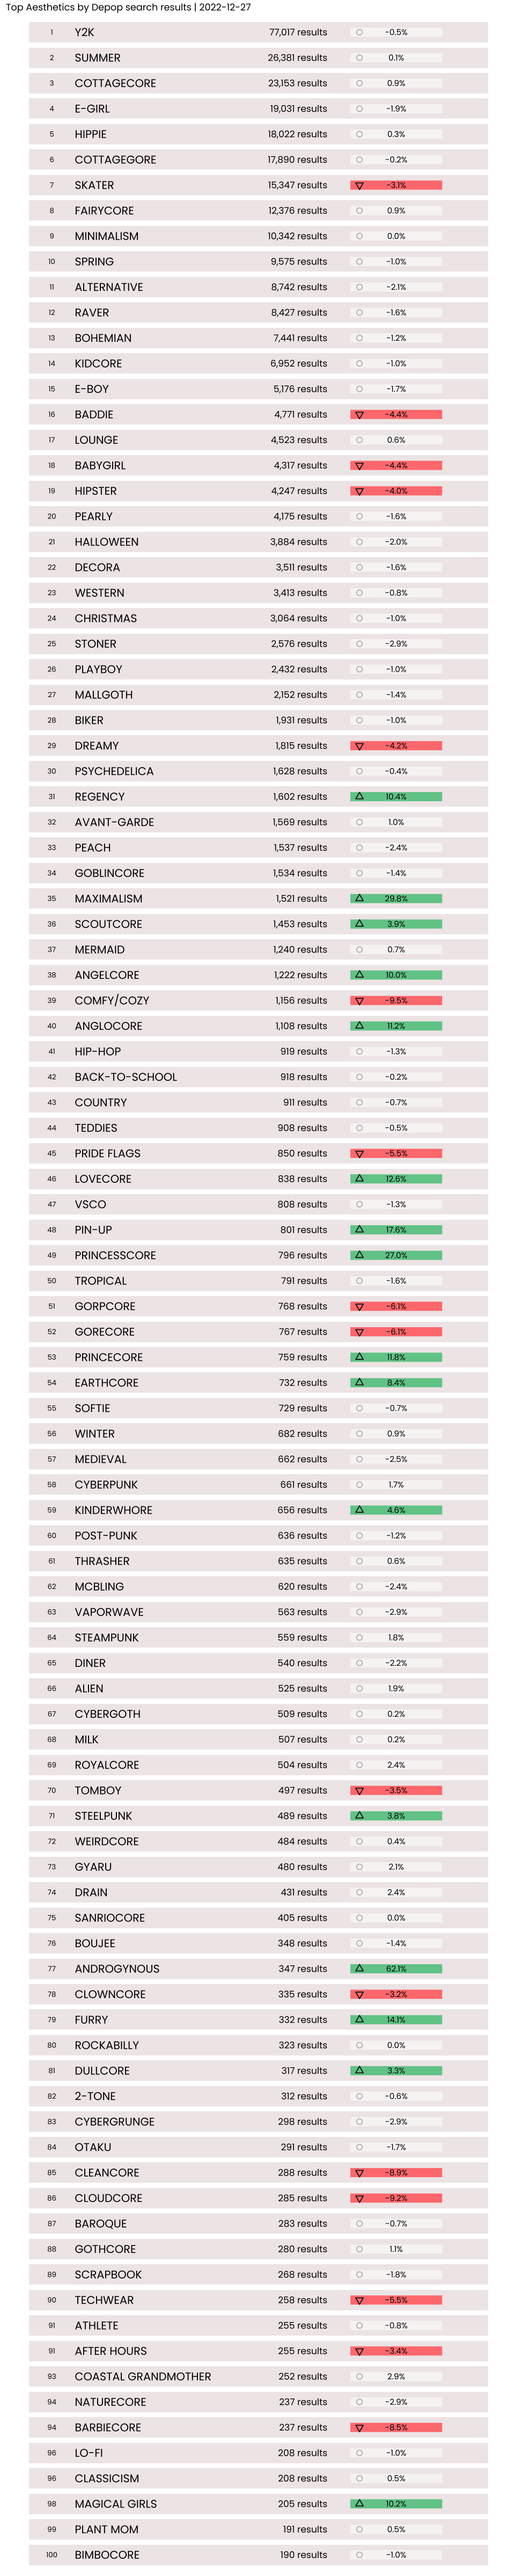 Top Aesthetics by Depop search results | 2022-12-27
1 Y2K 77,017 results -0.5%
2 SUMMER 26,381 results 0.1%
3 COTTAGECORE 23,153 results 0.9%
4 E-GIRL 19,031 results -1.9%
5 HIPPIE 18,022 results 0.3%
6 COTTAGEGORE 17,890 results -0.2%
7 SKATER 15,347 results -3.1%
8 FAIRYCORE 12,376 results 0.9%
9 MINIMALISM 10,342 results 0.0%
10 SPRING 9,575 results -1.0%
11 ALTERNATIVE 8,742 results -2.1%
12 RAVER 8,427 results -1.6%
13 BOHEMIAN 7,441 results -1.2%
14 KIDCORE 6,952 results -1.0%
15 E-BOY 5,176 results -1.7%
16 BADDIE 4,771 results -4.4%
17 LOUNGE 4,523 results 0.6%
18 BABYGIRL 4,317 results -4.4%
19 HIPSTER 4,247 results -4.0%
20 PEARLY 4,175 results -1.6%
21 HALLOWEEN 3,884 results -2.0%
22 DECORA 3,511 results -1.6%
23 WESTERN 3,413 results -0.8%
24 CHRISTMAS 3,064 results -1.0%
25 STONER 2,576 results -2.9%
26 PLAYBOY 2,432 results -1.0%
27 MALLGOTH 2,152 results -1.4%
28 BIKER 1,931 results -1.0%
29 DREAMY 1,815 results -4.2%
30 PSYCHEDELICA 1,628 results -0.4%
31 REGENCY 1,602 results 10.4%
32 AVANT-GARDE 1,569 results 1.0%
33 PEACH 1,537 results -2.4%
34 GOBLINCORE 1,534 results -1.4%
35 MAXIMALISM 1,521 results 29.8%
36 SCOUTCORE 1,453 results 3.9%
37 MERMAID 1,240 results 0.7%
38 ANGELCORE 1,222 results 10.0%
39 COMFY/COZY 1,156 results -9.5%
40 ANGLOCORE 1,108 results 11.2%
41 HIP-HOP 919 results -1.3%
42 BACK-TO-SCHOOL 918 results -0.2%
43 COUNTRY 911 results -0.7%
44 TEDDIES 908 results -0.5%
45 PRIDE FLAGS 850 results -5.5%
46 LOVECORE 838 results 12.6%
47 VSCO 808 results -1.3%
48 PIN-UP 801 results 17.6%
49 PRINCESSCORE 796 results 27.0%
50 TROPICAL 791 results -1.6%
51 GORPCORE 768 results -6.1%
52 GORECORE 767 results -6.1%
53 PRINCECORE 759 results 11.8%
54 EARTHCORE 732 results 8.4%
55 SOFTIE 729 results -0.7%
56 WINTER 682 results 0.9%
57 MEDIEVAL 662 results -2.5%
58 CYBERPUNK 661 results 1.7%
59 KINDERWHORE 656 results 4.6%
60 POST-PUNK 636 results -1.2%
61 THRASHER 635 results 0.6%
62 MCBLING 620 results -2.4%
63 VAPORWAVE 563 results -2.9%
64 STEAMPUNK 559 results 1.8%
65 DINER 540 results -2.2%
66 ALIEN 525 results 1.9%
67 CYBERGOTH 509 results 0.2%
68 MILK 507 results 0.2%
69 ROYALCORE 504 results 2.4%
70 TOMBOY 497 results -3.5%
71 STEELPUNK 489 results 3.8%
72 WEIRDCORE 484 results 0.4%
73 GYARU 480 results 2.1%
74 DRAIN 431 results 2.4%
75 SANRIOCORE 405 results 0.0%
76 BOUJEE 348 results -1.4%
77 ANDROGYNOUS 347 results 62.1%
78 CLOWNCORE 335 results -3.2%
79 FURRY 332 results 14.1%
80 ROCKABILLY 323 results 0.0%
81 DULLCORE 317 results 3.3%
82 2-TONE 312 results -0.6%
83 CYBERGRUNGE 298 results -2.9%
84 OTAKU 291 results -1.7%
85 CLEANCORE 288 results -8.9%
86 CLOUDCORE 285 results -9.2%
87 BAROQUE 283 results -0.7%
88 GOTHCORE 280 results 1.1%
89 SCRAPBOOK 268 results -1.8%
90 TECHWEAR 258 results -5.5%
91 ATHLETE 255 results -0.8%
91 AFTER HOURS 255 results -3.4%
93 COASTAL GRANDMOTHER 252 results 2.9%
94 NATURECORE 237 results -2.9%
94 BARBIECORE 237 results -8.5%
96 LO-FI 208 results -1.0%
96 CLASSICISM 208 results 0.5%
98 MAGICAL GIRLS 205 results 10.2%
99 PLANT MOM 191 results 0.5%
100 BIMBOCORE 190 results -1.0%